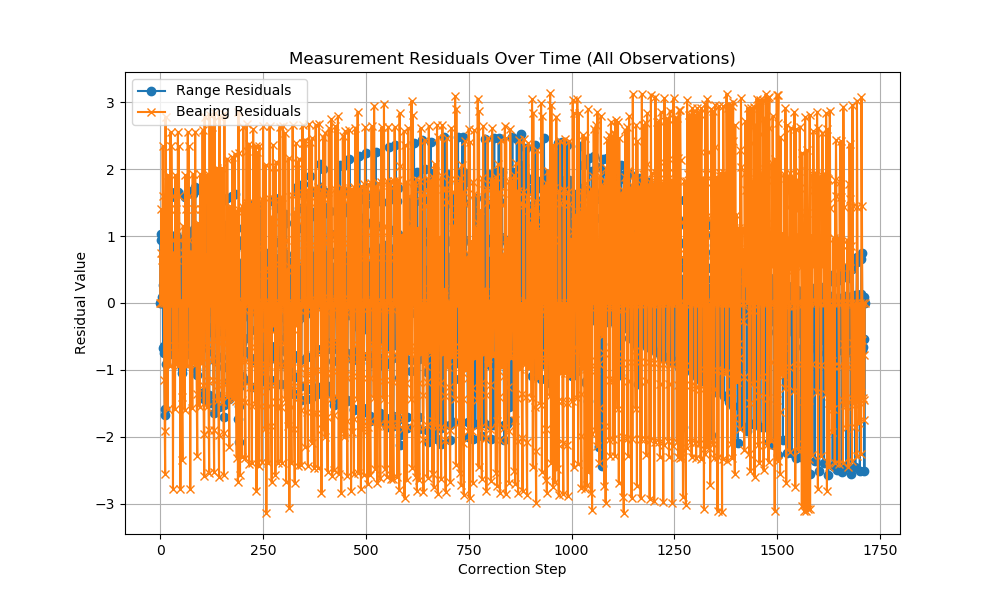 Measurement Residuals Over Time (All Observations)
Range Residuals
Bearing Residuals
3
2
1
0
−1
−2
−3
Residual Value
0 250 500 750 1000 1250 1500 1750
Correction Step